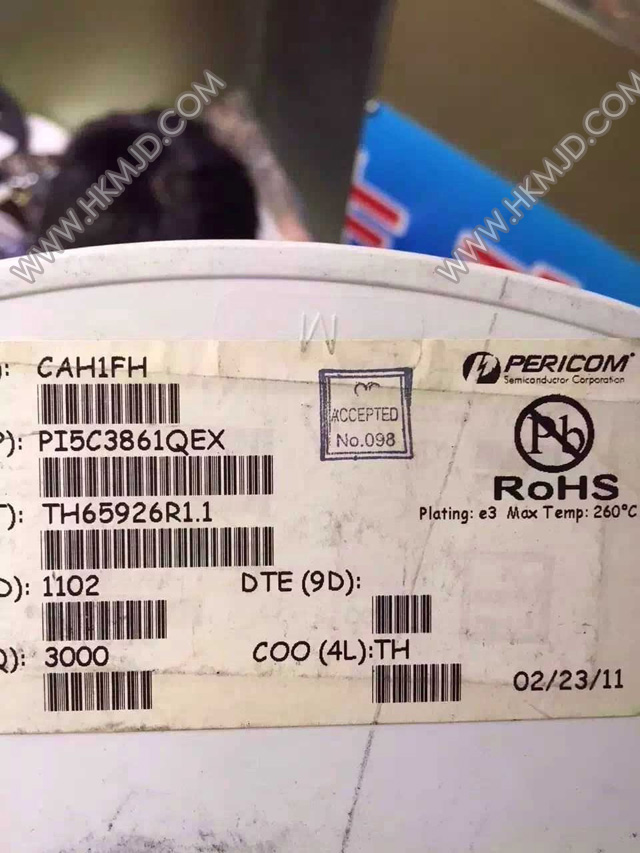 WWW.HKMJD.COM
WWW.HKMJD.COM
): CAH1FH
PERICOM
Semiconductor Corporation
ACCEPTED
No.098
P): PI5C3861QEX
Pb
RoHS
T): TH65926R1.1
Plating: e3 Max Temp: 260°C
D): 1102
DTE (9D):
Q): 3000
COO (4L):TH
02/23/11